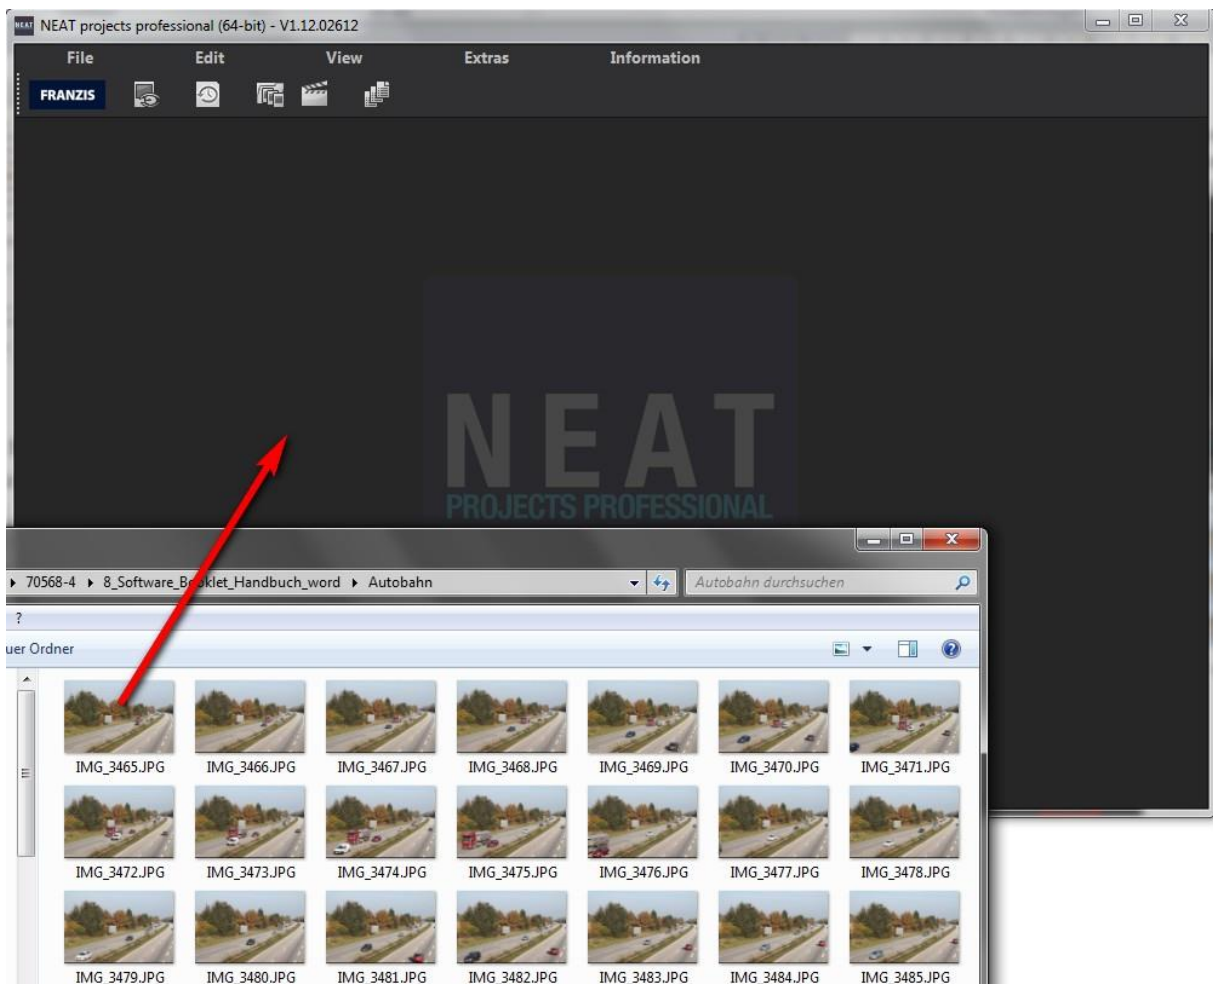 NEAT NEAT projects professional (64-bit) - V1.12.02612
File Edit View Extras Information
FRANZIS
NEAT
PROJECTS PROFESSIONAL
70568-4 8_Software_Booklet_Handbuch_word Autobahn Autobahn durchsuchen
?
uer Ordner
IMG_3465.JPG IMG_3466.JPG IMG_3467.JPG IMG_3468.JPG IMG_3469.JPG IMG_3470.JPG IMG_3471.JPG
IMG_3472.JPG IMG_3473.JPG IMG_3474.JPG IMG_3475.JPG IMG_3476.JPG IMG_3477.JPG IMG_3478.JPG
IMG_3479.JPG IMG_3480.JPG IMG_3481.JPG IMG_3482.JPG IMG_3483.JPG IMG_3484.JPG IMG_3485.JPG